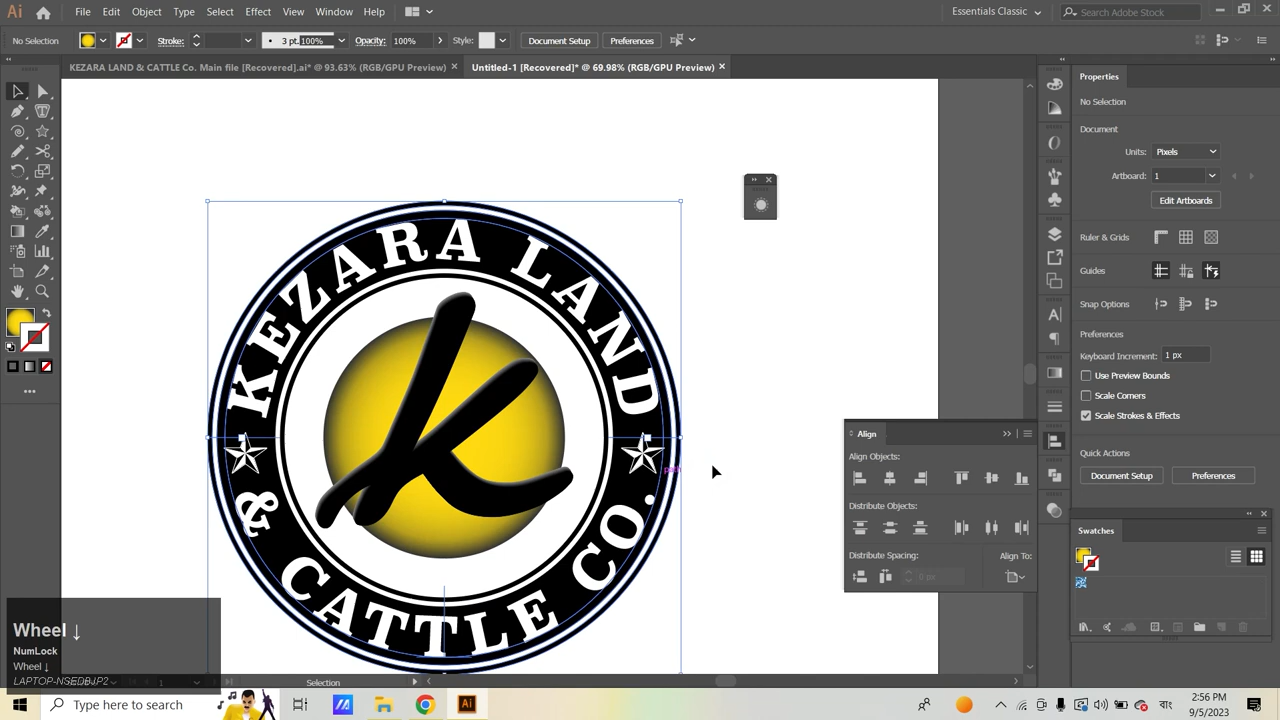 Ai
File
Edit
Object
Type
Select
Effect
View
Window
Help
Essentials Classic
Search Adobe Stock
No Selection
Stroke:
3 pt.
100%
Opacity:
100%
Style:
Document Setup
Preferences
KEZARA LAND & CATTLE Co. Main file [Recovered].ai* @ 93.63% (RGB/GPU Preview)
Untitled-1 [Recovered]* @ 69.98% (RGB/GPU Preview)
Properties
No Selection
Document
Units:
Pixels
Artboard:
1
Edit Artboards
Ruler & Grids
Guides
Snap Options
Preferences
Keyboard Increment:
1 px
Use Preview Bounds
Scale Corners
Scale Strokes & Effects
Quick Actions
Document Setup
Preferences
Swatches
Align
Align Objects:
Distribute Objects:
Distribute Spacing:
Align To:
0 px
KEZARA LAND
& CATTLE CO.
K
Wheel ↓
NumLock
Wheel ↓
LAPTOP-NSEDBJP2
1
Selection
Type here to search
Ai
2:56 PM
9/5/2023